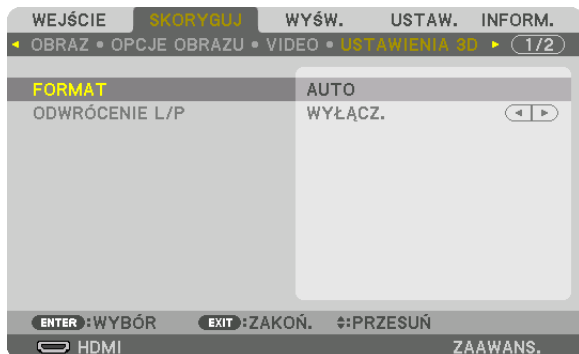 WEJŚCIE SKORYGUJ WYŚW. USTAW. INFORM.
◂ OBRAZ • OPCJE OBRAZU • VIDEO • USTAWIENIA 3D ▸ 1/2
FORMAT AUTO
ODWRÓCENIE L/P WYŁĄCZ.
ENTER :WYBÓR EXIT :ZAKOŃ. :PRZESUŃ
HDMI ZAAWANS.